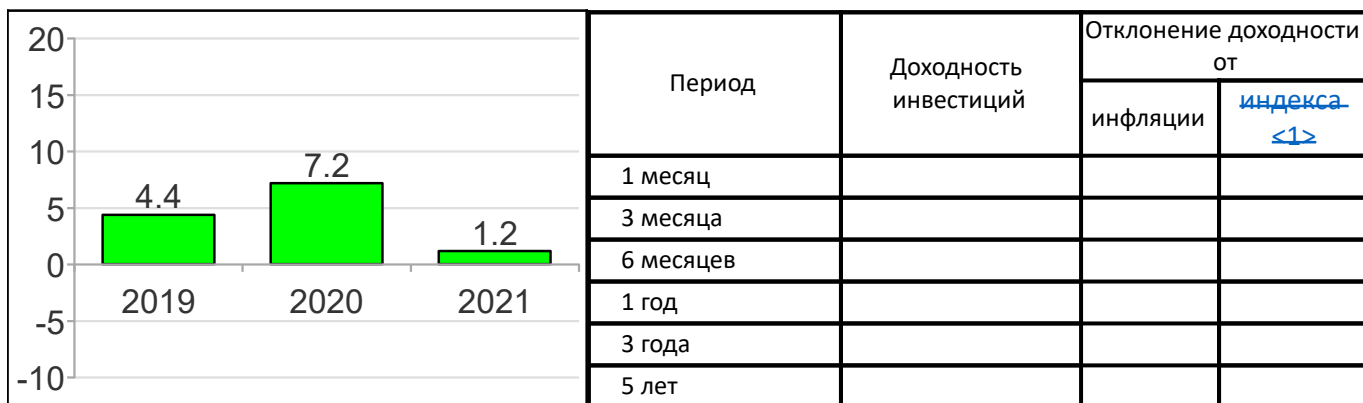 20
15
10
5
0
-5
-10
4.4
7.2
1.2
2019 2020 2021
Период
Доходность
инвестиций
Отклонение доходности
от
инфляции
индекса
<1>
1 месяц
3 месяца
6 месяцев
1 год
3 года
5 лет